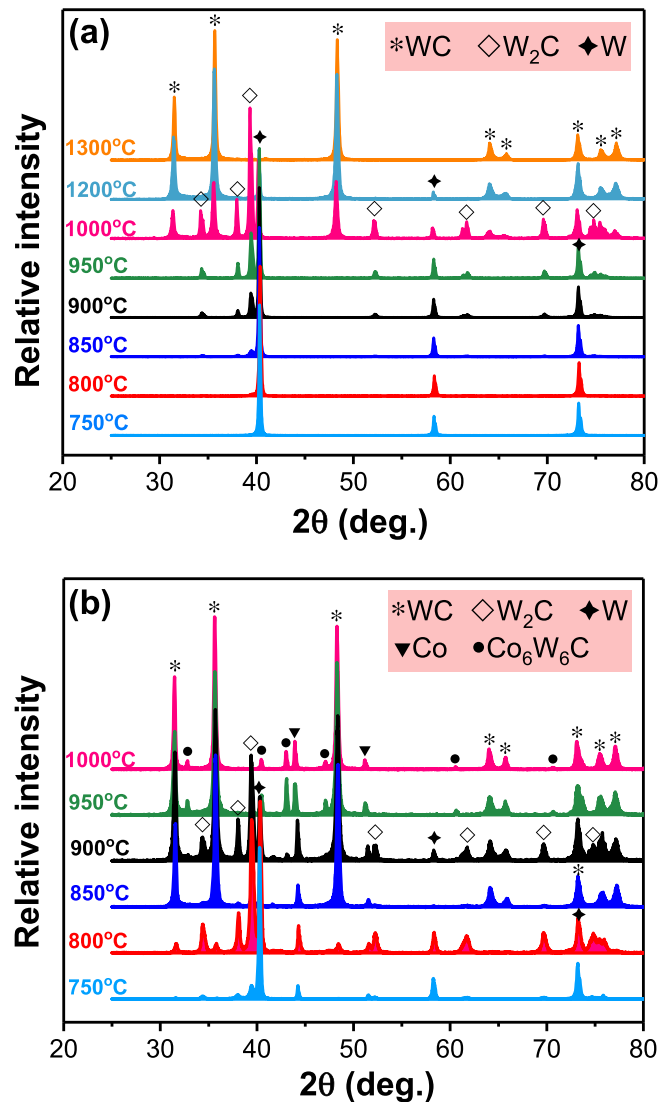 (a)
*WC ◇W₂C ✦W
1300°C
1200°C
1000°C
950°C
900°C
850°C
800°C
750°C
Relative intensity
20 30 40 50 60 70 80
2θ (deg.)
(b)
*WC ◇W₂C ✦W
▼Co ●Co₆W₆C
1000°C
950°C
900°C
850°C
800°C
750°C
Relative intensity
20 30 40 50 60 70 80
2θ (deg.)